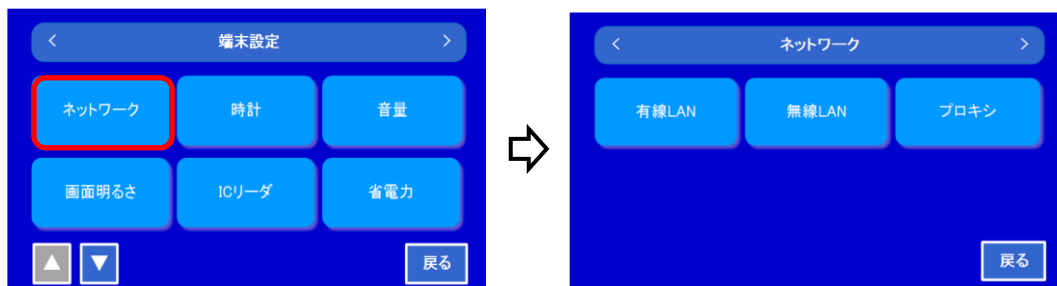 端末設定
ネットワーク 時計 音量
画面明るさ ICリーダ 省電力
戻る
ネットワーク
有線LAN 無線LAN プロキシ
戻る